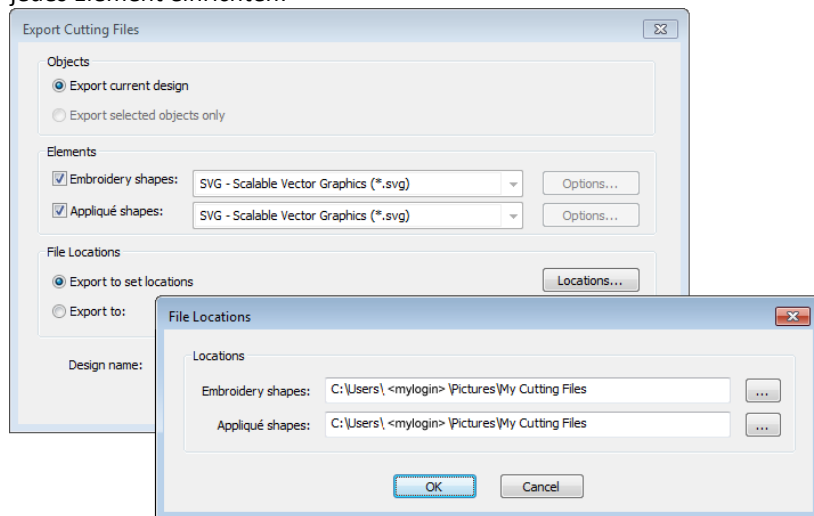 jedes Element einrichten.
Export Cutting Files
Objects
Export current design
Export selected objects only
Elements
Embroidery shapes: SVG - Scalable Vector Graphics (*.svg) Options...
Appliqué shapes: SVG - Scalable Vector Graphics (*.svg) Options...
File Locations
Export to set locations Locations...
Export to:
Design name:
File Locations
Locations
Embroidery shapes: C:\Users\ <mylogin> \Pictures\My Cutting Files ...
Appliqué shapes: C:\Users\ <mylogin> \Pictures\My Cutting Files ...
OK Cancel